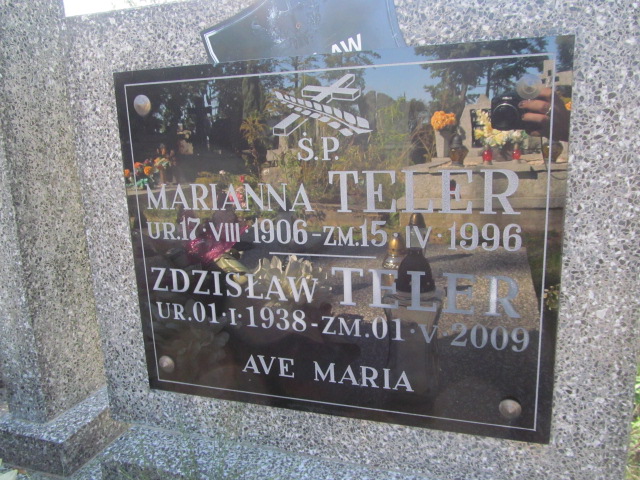 AW
Ś.P.
MARIANNA TELER
UR.17·VIII·1906-ZM.15·IV·1996
ZDZISŁAW TELER
UR.01·I·1938-ZM.01·V·2009
AVE MARIA